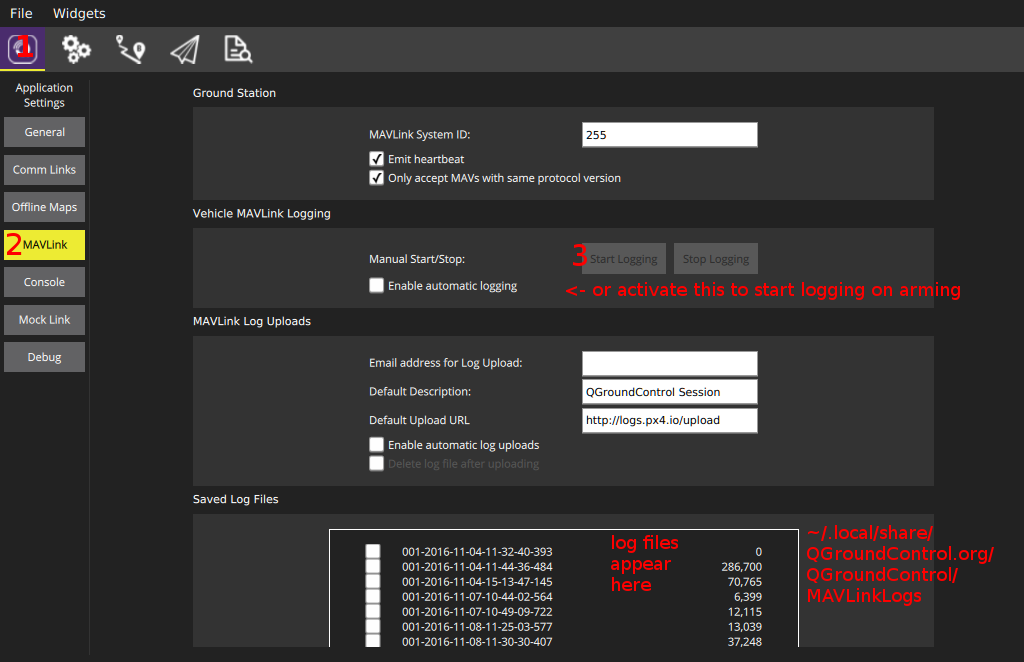 File Widgets
1
Application
Settings
General
Comm Links
Offline Maps
2 MAVLink
Console
Mock Link
Debug
Ground Station
MAVLink System ID: 255
Emit heartbeat
Only accept MAVs with same protocol version
Vehicle MAVLink Logging
Manual Start/Stop: 3 Start Logging Stop Logging
Enable automatic logging <- or activate this to start logging on arming
MAVLink Log Uploads
Email address for Log Upload:
Default Description: QGroundControl Session
Default Upload URL http://logs.px4.io/upload
Enable automatic log uploads
Delete log file after uploading
Saved Log Files
001-2016-11-04-11-32-40-393 0
001-2016-11-04-11-44-36-484 286,700
001-2016-11-04-15-13-47-145 70,765
001-2016-11-07-10-44-02-564 6,399
001-2016-11-07-10-49-09-722 12,115
001-2016-11-08-11-25-03-577 13,039
001-2016-11-08-11-30-30-407 37,248
log files
appear
here
~/.local/share/
QGroundControl.org/
QGroundControl/
MAVLinkLogs